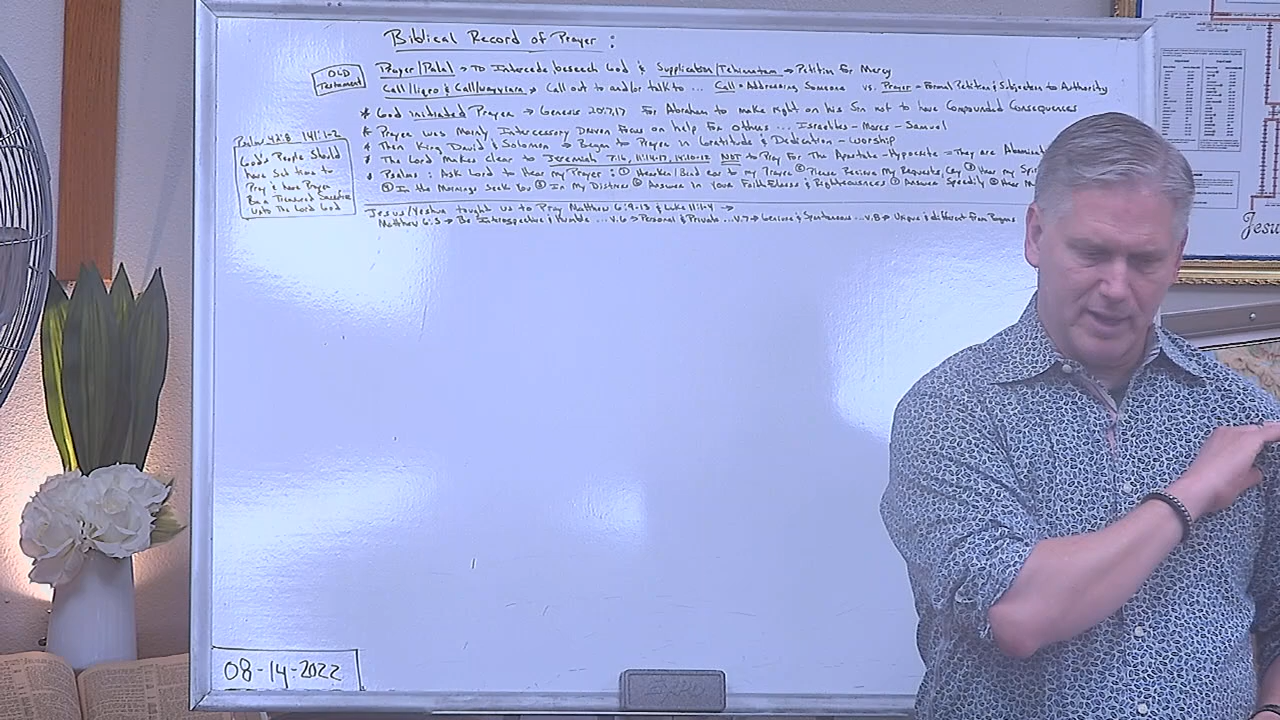 Biblical Record of Prayer :
OLD
Testament
Prayer/Palal → To intervene, beseech God & Supplication/Tehinnah → Petition for Mercy
Call out to and/or talk to ... Call = Addressing Someone vs. Prayer = Formal Petition & Subjection to Authority
* God initiated Prayer : Genesis 20:7,17 For Abraham to make right on his Sin not to have Compounded Consequences
* Prayer was Mainly Intercessory Driven Focus on help for others ... Israelites - Moses - Samuel
* Then King David & Solomon → Began to Prayer in Gratitude & Dedication - Worship
* The Lord Makes clear to Jeremiah 7:16, 11:14-17, 14:10-12 NOT to Pray For The Apostate - Hypocrite = They are
* Psalms : Ask Lord to Hear my Prayer : ① Hearken/Bend ear to my Prayer ② Please Receive My Requests/Cry ③ Hear my
④ In the Mornings Seek you ⑤ In My Distress ⑥ Answer in your Faithfulness & Righteousness ⑦ Answer Speedily ⑧ Hear
Psalm 42:8 141:1-2
God's People Should
have Set time to
Pray & have Prayer
Be a Treasured Sacrifice
unto The Lord God
Jesus/Yeshua taught how to Pray Matthew 6:9-13 & Luke 11:1-4 →
Matthew 6:5 → Be Introspective & Humble ... v.6 → Personal & Private ... v.7 → Genuine & Spontaneous ... v.8 → Unique & different from Pagans
08-14-2022
Jesu